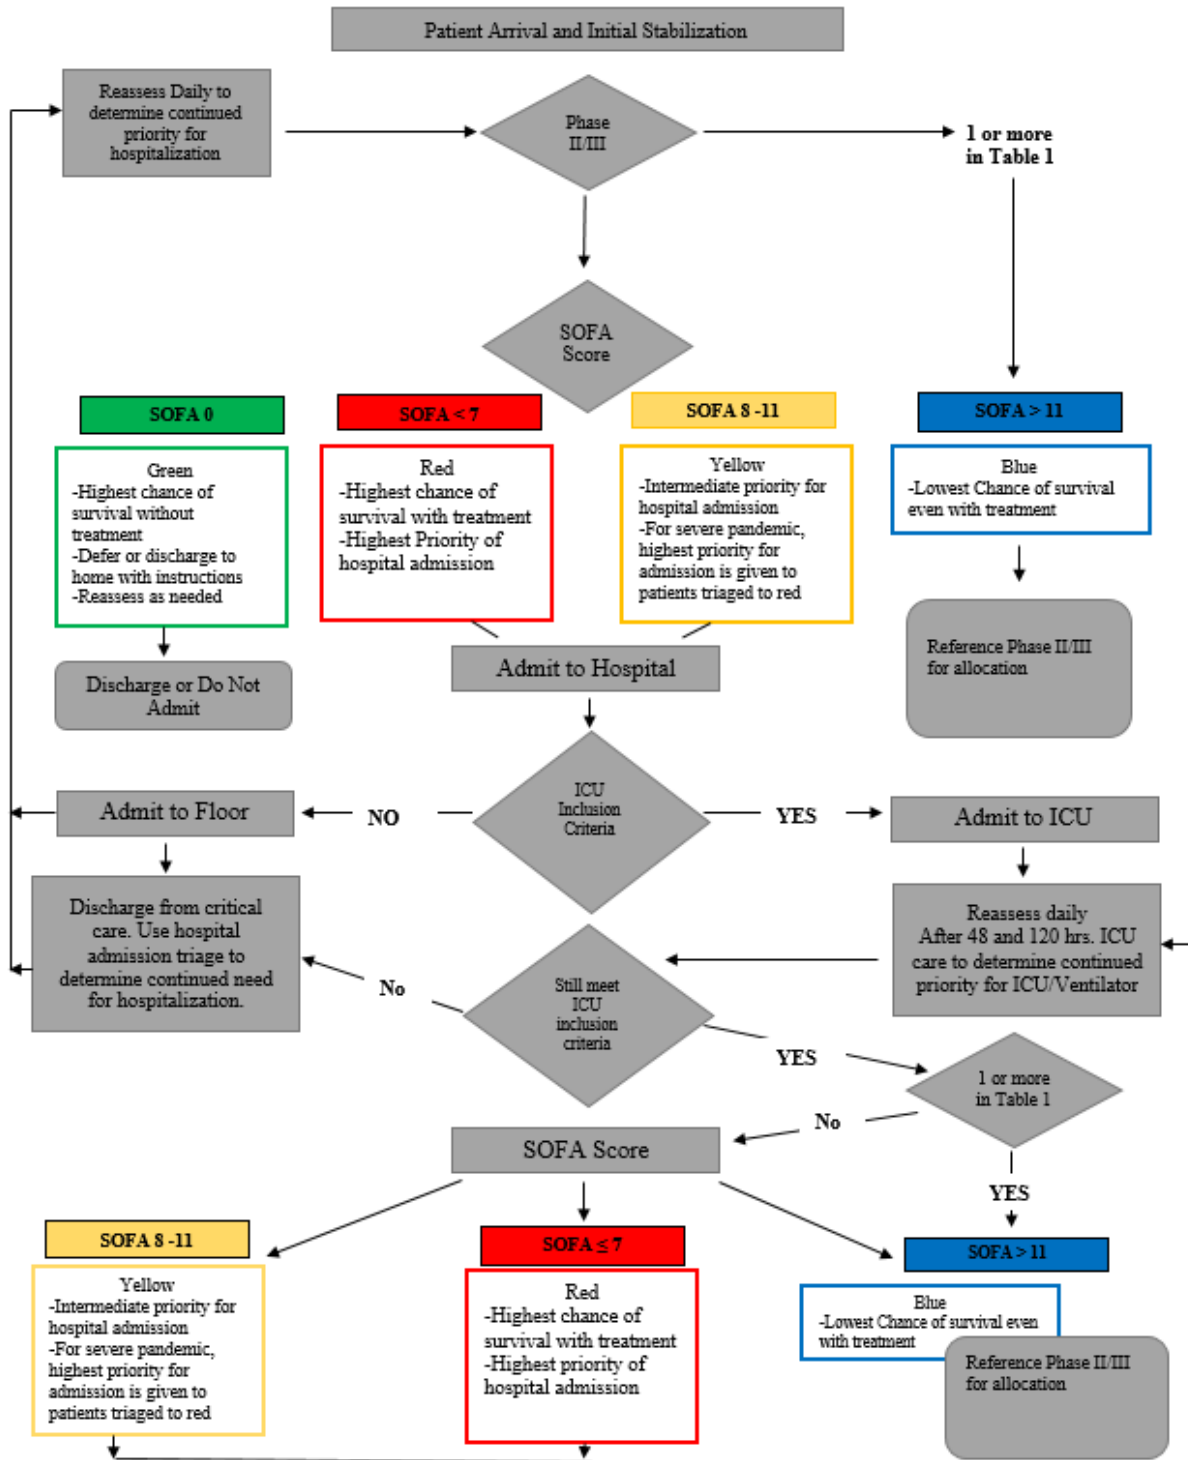 Patient Arrival and Initial Stabilization
Reassess Daily to
determine continued
priority for
hospitalization
Phase
II/III
1 or more
in Table 1
SOFA
Score
SOFA 0
SOFA < 7
SOFA 8 -11
SOFA > 11
Green
-Highest chance of
survival without
treatment
-Defer or discharge to
home with instructions
-Reassess as needed
Red
-Highest chance of
survival with treatment
-Highest Priority of
hospital admission
Yellow
-Intermediate priority for
hospital admission
-For severe pandemic,
highest priority for
admission is given to
patients triaged to red
Blue
-Lowest Chance of survival
even with treatment
Discharge or Do Not
Admit
Admit to Hospital
Reference Phase II/III
for allocation
ICU
Inclusion
Criteria
Admit to Floor
NO
YES
Admit to ICU
Discharge from critical
care. Use hospital
admission triage to
determine continued need
for hospitalization.
No
Still meet
ICU
inclusion
criteria
Reassess daily
After 48 and 120 hrs. ICU
care to determine continued
priority for ICU/Ventilator
YES
1 or more
in Table 1
No
SOFA Score
YES
SOFA 8 -11
SOFA ≤ 7
SOFA > 11
Yellow
-Intermediate priority for
hospital admission
-For severe pandemic,
highest priority for
admission is given to
patients triaged to red
Red
-Highest chance of
survival with treatment
-Highest priority of
hospital admission
Blue
-Lowest Chance of survival even
with treatment
Reference Phase II/III
for allocation